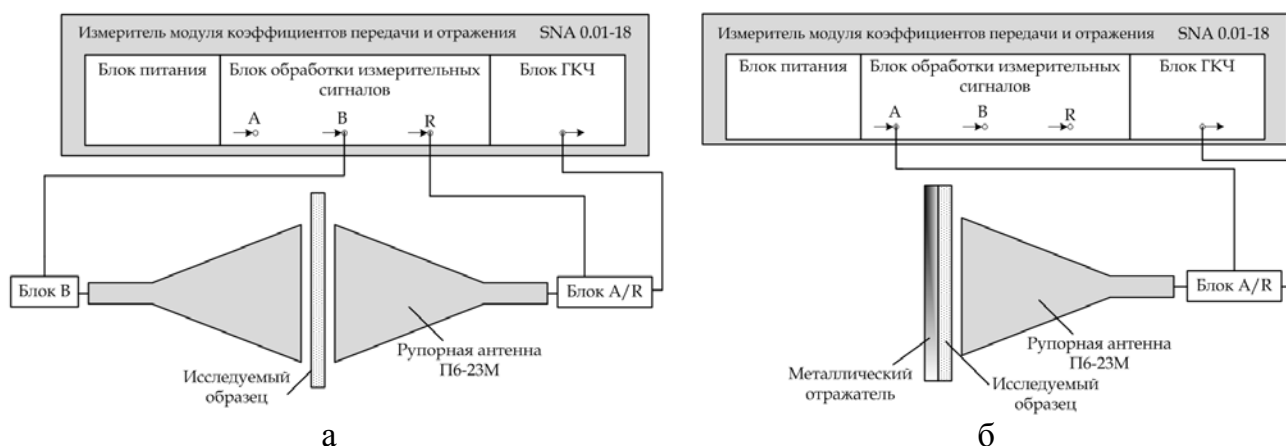 Измеритель модуля коэффициентов передачи и отражения SNA 0.01-18
Блок питания
Блок обработки измерительных
сигналов
Блок ГКЧ
A
B
R
Блок В
Блок A/R
Рупорная антенна
П6-23М
Исследуемый
образец
а
Измеритель модуля коэффициентов передачи и отражения SNA 0.01-18
Блок питания
Блок обработки измерительных
сигналов
Блок ГКЧ
A
B
R
Блок A/R
Рупорная антенна
П6-23М
Металлический
отражатель
Исследуемый
образец
б